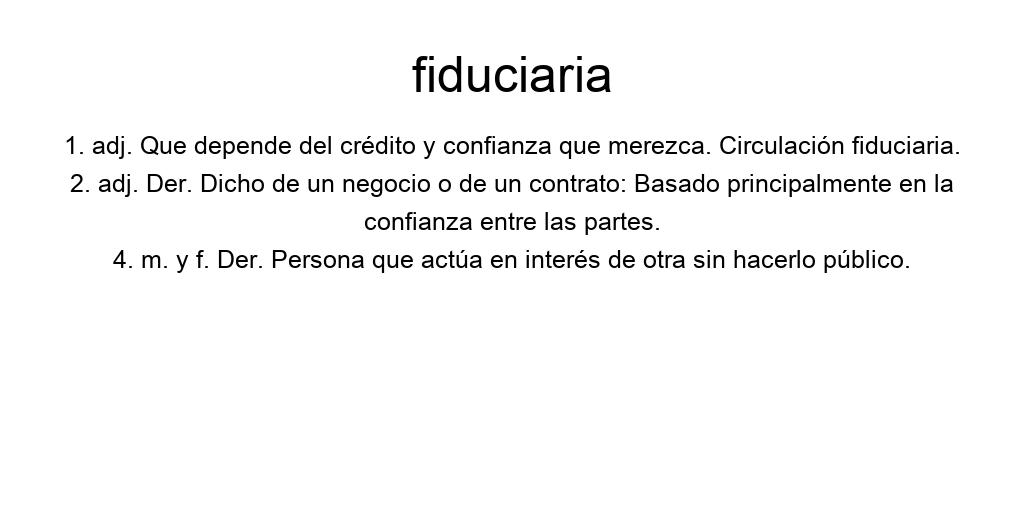 fiduciaria
1. adj. Que depende del crédito y confianza que merezca. Circulación fiduciaria.
2. adj. Der. Dicho de un negocio o de un contrato: Basado principalmente en la
confianza entre las partes.
4. m. y f. Der. Persona que actúa en interés de otra sin hacerlo público.